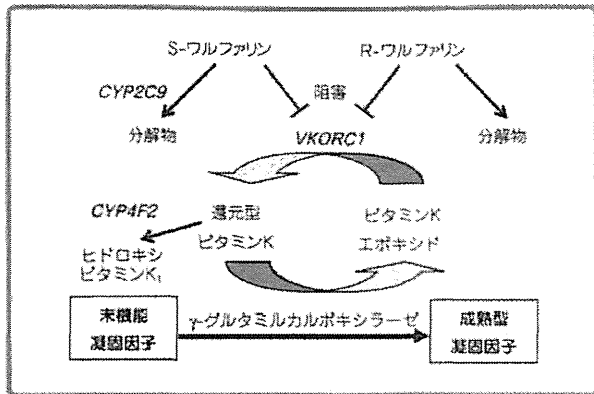 S-ワルファリン
R-ワルファリン
CYP2C9
阻害
分解物
VKORC1
分解物
CYP4F2
還元型
ビタミンK
ビタミンK
エポキシド
ヒドロキシ
ビタミンK₁
未機能
凝固因子
γ-グルタミルカルボキシラーゼ
成熟型
凝固因子